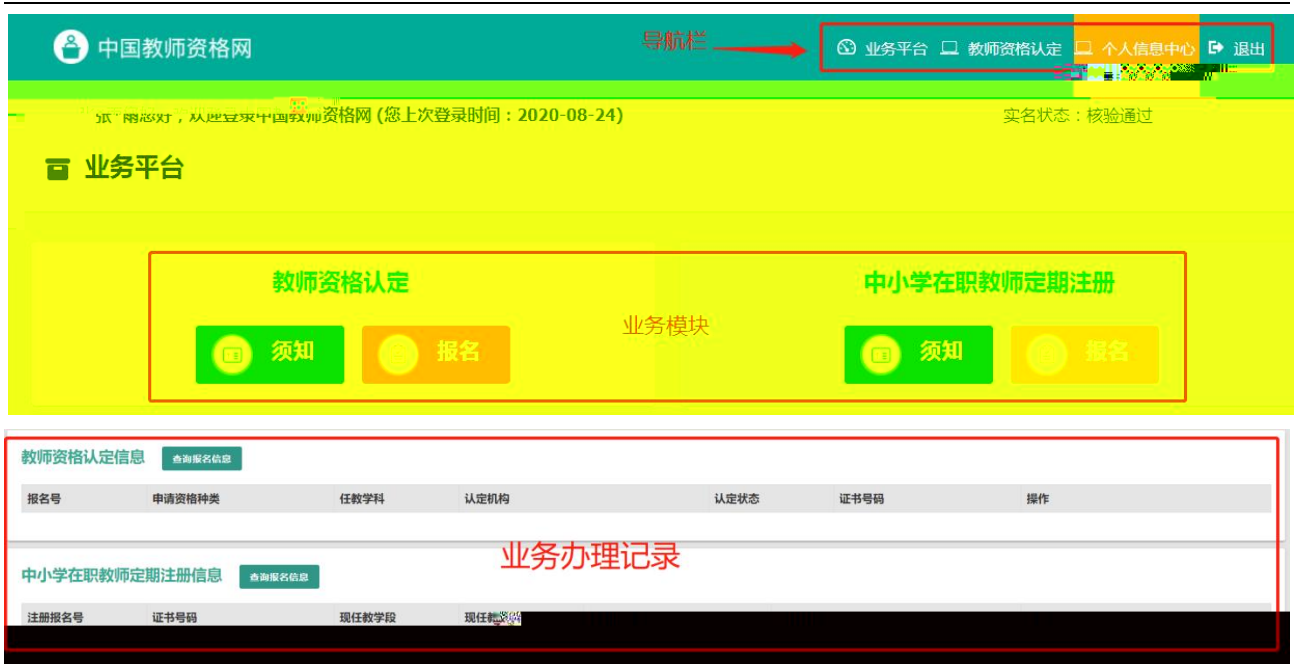 中国教师资格网
导航栏
业务平台 教师资格认定 个人信息中心 退出
您好，欢迎登录中国教师资格网 (您上次登录时间：2020-08-24)
实名状态：核验通过
业务平台
教师资格认定 中小学在职教师定期注册
须知 报名 业务模块 须知 报名
教师资格认定信息 查询报名信息
报名号 申请资格种类 任教学科 认定机构 认定状态 证书号码 操作
业务办理记录
中小学在职教师定期注册信息 查询报名信息
注册报名号 证书号码 现任教学段 现任教